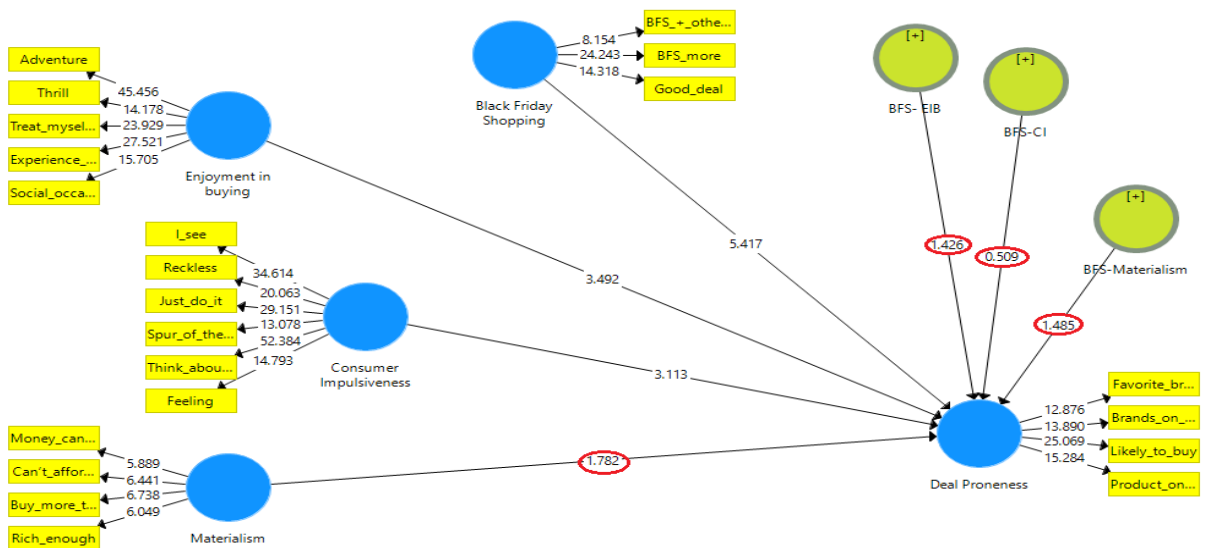 Adventure
Thrill
Treat_mysel...
Experience_...
Social_occa...
45.456
14.178
23.929
27.521
15.705
Enjoyment in
buying
I_see
Reckless
Just_do_it
Spur_of_the...
Think_abou...
Feeling
34.614
20.063
29.151
13.078
52.384
14.793
Consumer
Impulsiveness
Money_can...
Can't_affor...
Buy_more_t...
Rich_enough
5.889
6.441
6.738
6.049
Materialism
BFS_+_othe...
BFS_more
Good_deal
8.154
24.243
14.318
Black Friday
Shopping
[+]
BFS- EIB
[+]
BFS-CI
[+]
BFS-Materialism
5.417
3.492
3.113
1.782
1.426
0.509
1.485
Favorite_br...
Brands_on_...
Likely_to_buy
Product_on...
12.876
13.890
25.069
15.284
Deal Proneness